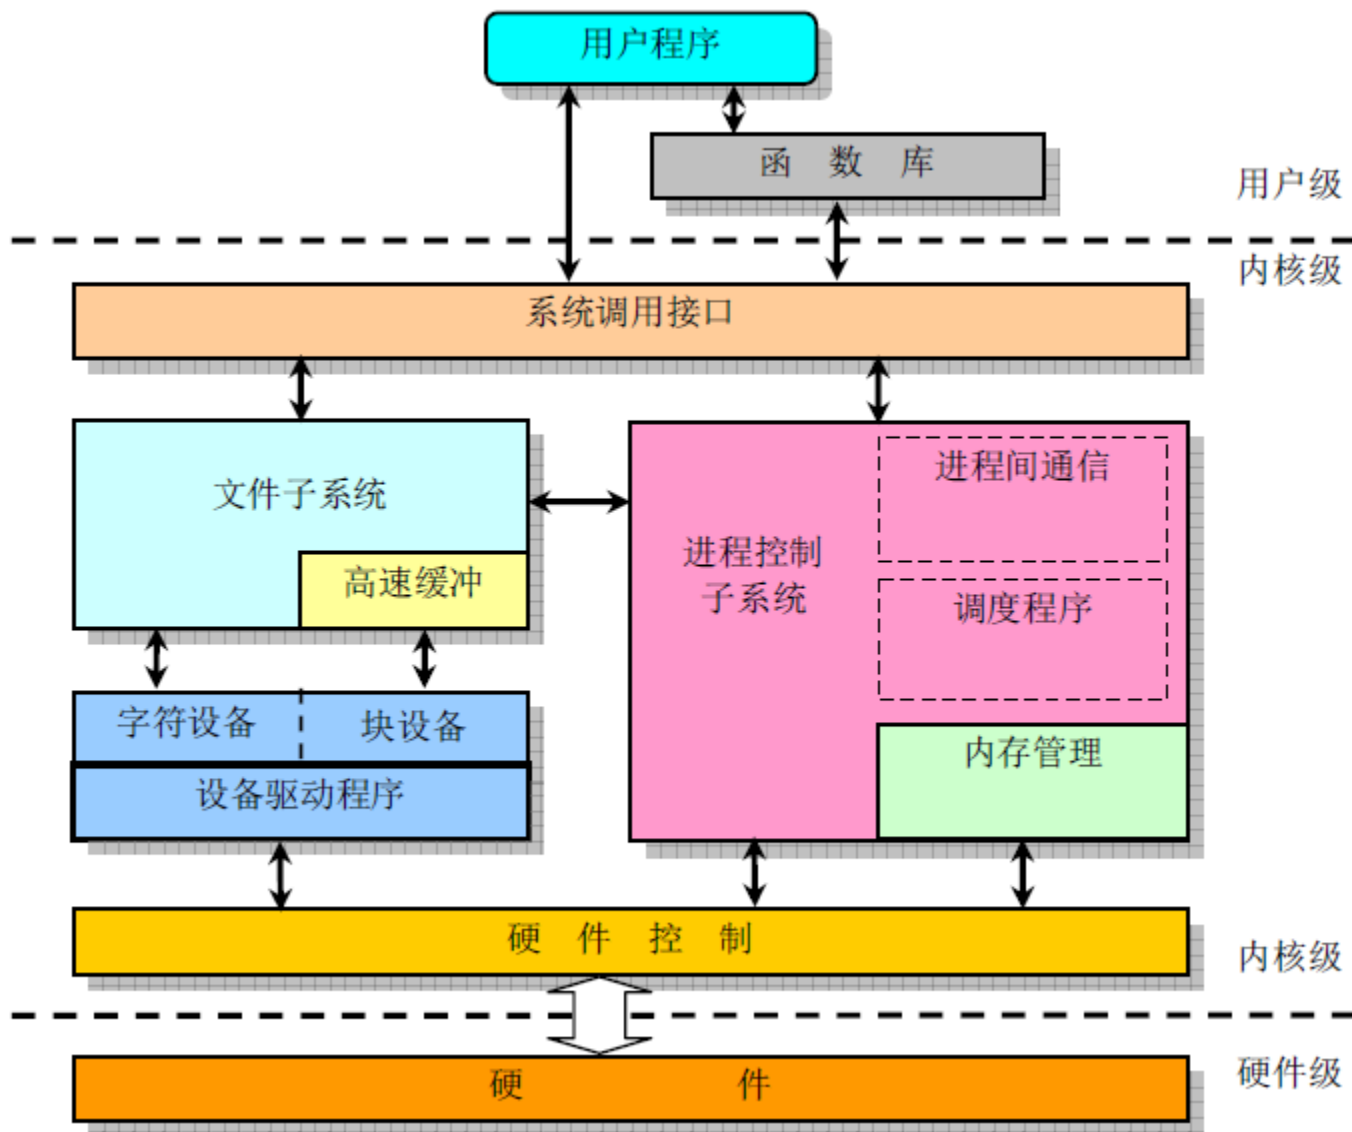 用户程序
函 数 库
用户级
内核级
系统调用接口
文件子系统
高速缓冲
进程控制
子系统
进程间通信
调度程序
内存管理
字符设备
块设备
设备驱动程序
硬 件 控 制
内核级
硬 件
硬件级